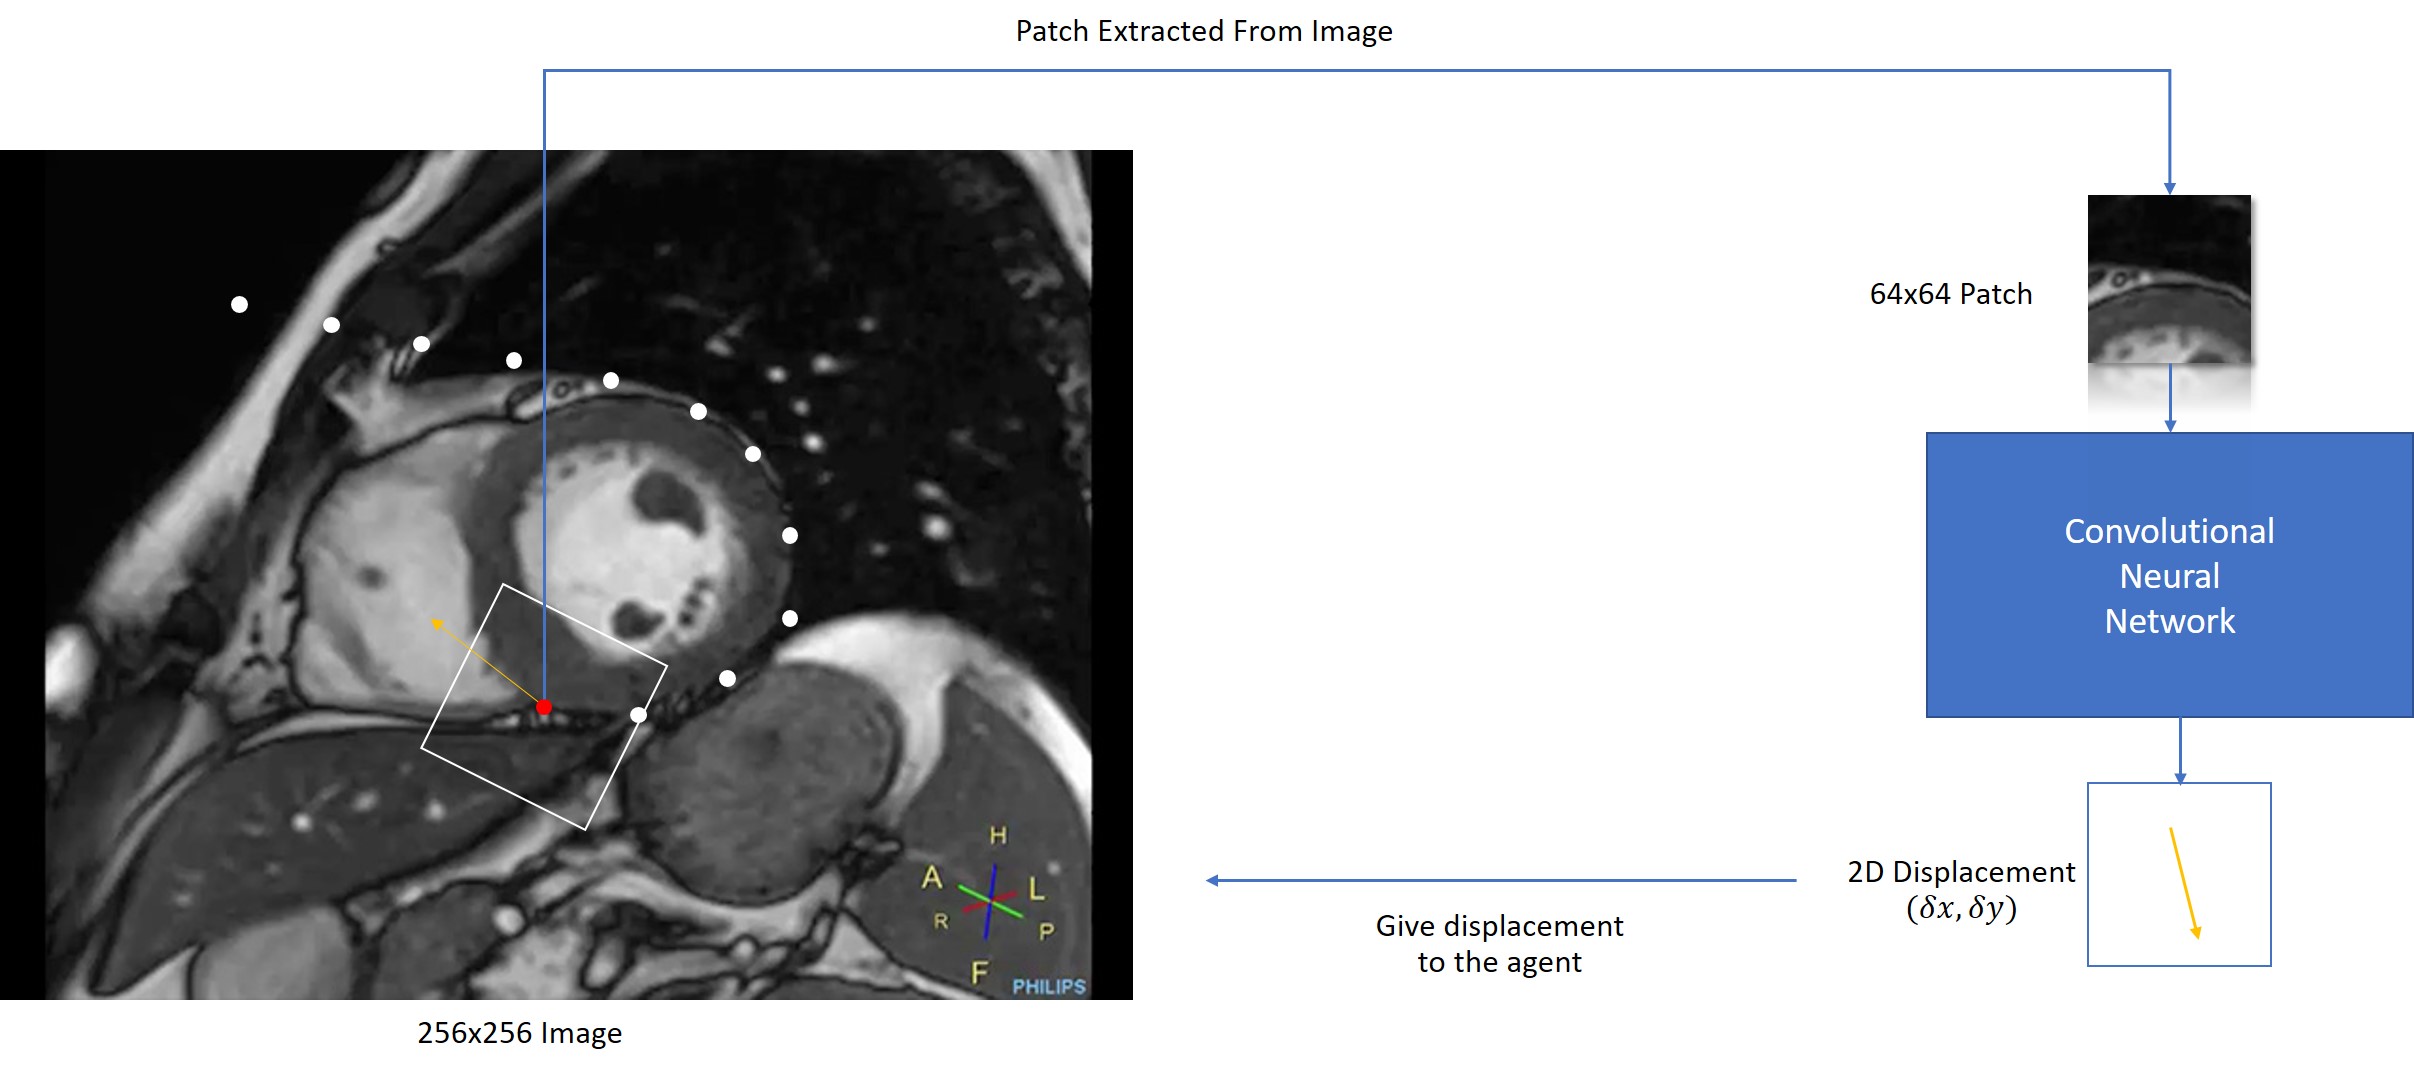 Patch Extracted From Image
64x64 Patch
Convolutional
Neural
Network
H
A
L
R
P
F
PHILIPS
2D Displacement
(δx, δy)
Give displacement
to the agent
256x256 Image